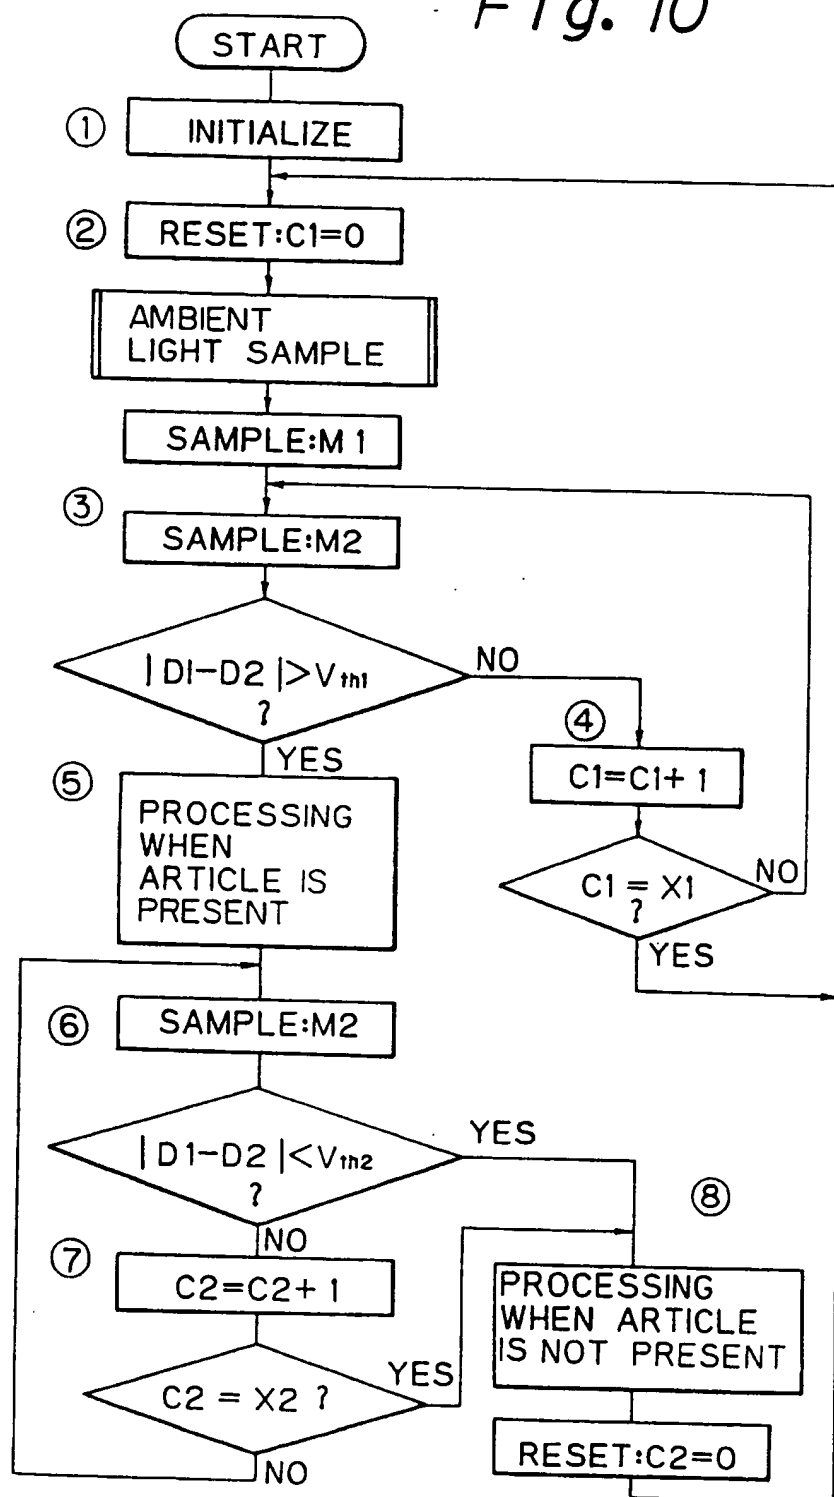 Fig. 10
START
① INITIALIZE
② RESET:C1=0
AMBIENT
LIGHT SAMPLE
SAMPLE:M1
③
SAMPLE:M2
|D1-D2|>Vth1
?
NO
YES
④
C1=C1+1
C1=X1
?
NO
YES
⑤
PROCESSING
WHEN
ARTICLE IS
PRESENT
⑥ SAMPLE:M2
|D1-D2|<Vth2
?
YES
NO
⑦
C2=C2+1
C2=X2 ?
YES
NO
⑧
PROCESSING
WHEN ARTICLE
IS NOT PRESENT
RESET:C2=0